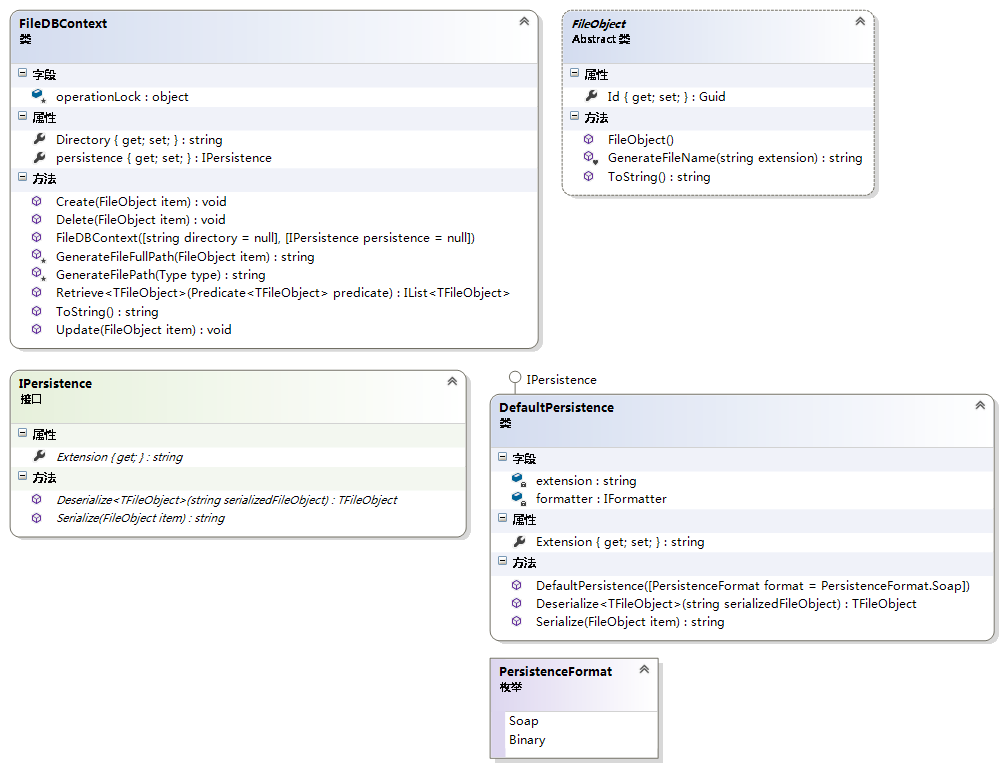 FileDBContext
类
字段
operationLock : object
属性
Directory { get; set; } : string
persistence { get; set; } : IPersistence
方法
Create(FileObject item) : void
Delete(FileObject item) : void
FileDBContext([string directory = null], [IPersistence persistence = null])
GenerateFileFullPath(FileObject item) : string
GenerateFilePath(Type type) : string
Retrieve<TFileObject>(Predicate<TFileObject> predicate) : IList<TFileObject>
ToString() : string
Update(FileObject item) : void
FileObject
Abstract 类
属性
Id { get; set; } : Guid
方法
FileObject()
GenerateFileName(string extension) : string
ToString() : string
IPersistence
接口
属性
Extension { get; } : string
方法
Deserialize<TFileObject>(string serializedFileObject) : TFileObject
Serialize(FileObject item) : string
IPersistence
DefaultPersistence
类
字段
extension : string
formatter : IFormatter
属性
Extension { get; set; } : string
方法
DefaultPersistence([PersistenceFormat format = PersistenceFormat.Soap])
Deserialize<TFileObject>(string serializedFileObject) : TFileObject
Serialize(FileObject item) : string
PersistenceFormat
枚举
Soap
Binary